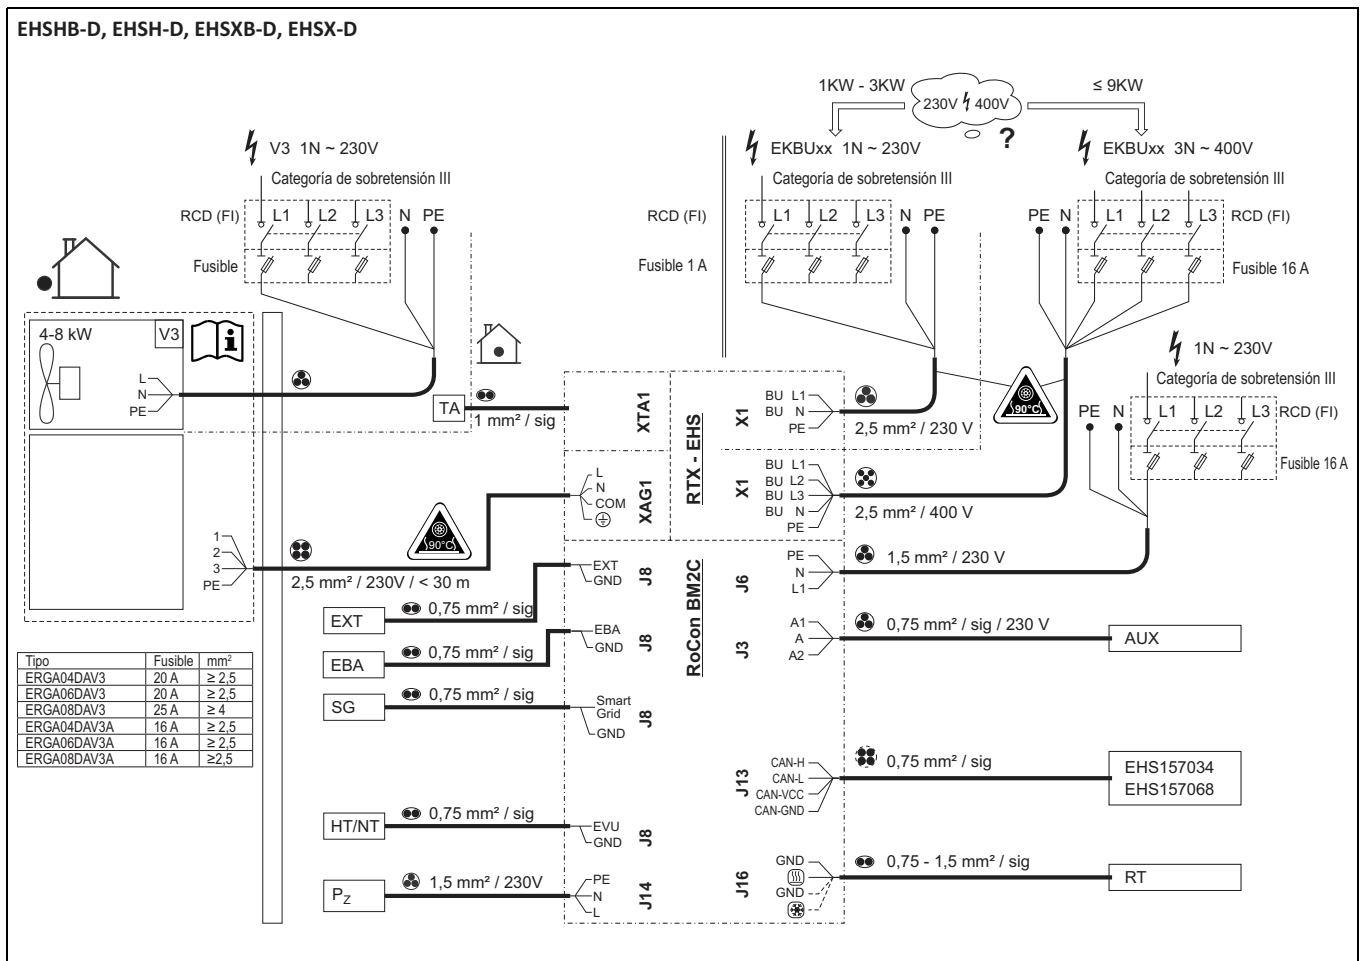 EHSHB-D, EHSH-D, EHSXB-D, EHSX-D
1KW - 3KW
230V 400V
≤ 9KW
?
V3 1N ~ 230V
EKBUxx 1N ~ 230V
EKBUxx 3N ~ 400V
Categoría de sobretensión III
Categoría de sobretensión III
Categoría de sobretensión III
RCD (FI)
L1 L2 L3 N PE
RCD (FI)
L1 L2 L3 N PE
PE N L1 L2 L3
RCD (FI)
Fusible
Fusible 1 A
Fusible 16 A
1N ~ 230V
Categoría de sobretensión III
PE N L1 L2 L3 RCD (FI)
Fusible 16 A
4-8 kW
V3
i
L
N
PE
TA
1 mm² / sig
XTA1
RTX - EHS
X1
BU L1
BU N
PE
2,5 mm² / 230 V
90°C
XAG1
L
N
COM
X1
BU L1
BU L2
BU L3
BU N
PE
2,5 mm² / 400 V
90°C
1
2
3
PE
2,5 mm² / 230V / < 30 m
RoCon BM2C
EXT
0,75 mm² / sig
EXT
GND
J8
J6
PE
N
L1
1,5 mm² / 230 V
EBA
0,75 mm² / sig
EBA
GND
J8
J3
A1
A
A2
0,75 mm² / sig / 230 V
AUX
SG
0,75 mm² / sig
Smart
Grid
GND
J8
Tipo Fusible mm²
ERGA04DAV3 20 A ≥ 2,5
ERGA06DAV3 20 A ≥ 2,5
ERGA08DAV3 25 A ≥ 4
ERGA04DAV3A 16 A ≥ 2,5
ERGA06DAV3A 16 A ≥ 2,5
ERGA08DAV3A 16 A ≥2,5
J13
CAN-H
CAN-L
CAN-VCC
CAN-GND
0,75 mm² / sig
EHS157034
EHS157068
HT/NT
0,75 mm² / sig
EVU
GND
J8
PZ
1,5 mm² / 230V
PE
N
L
J14
J16
GND
GND
0,75 - 1,5 mm² / sig
RT